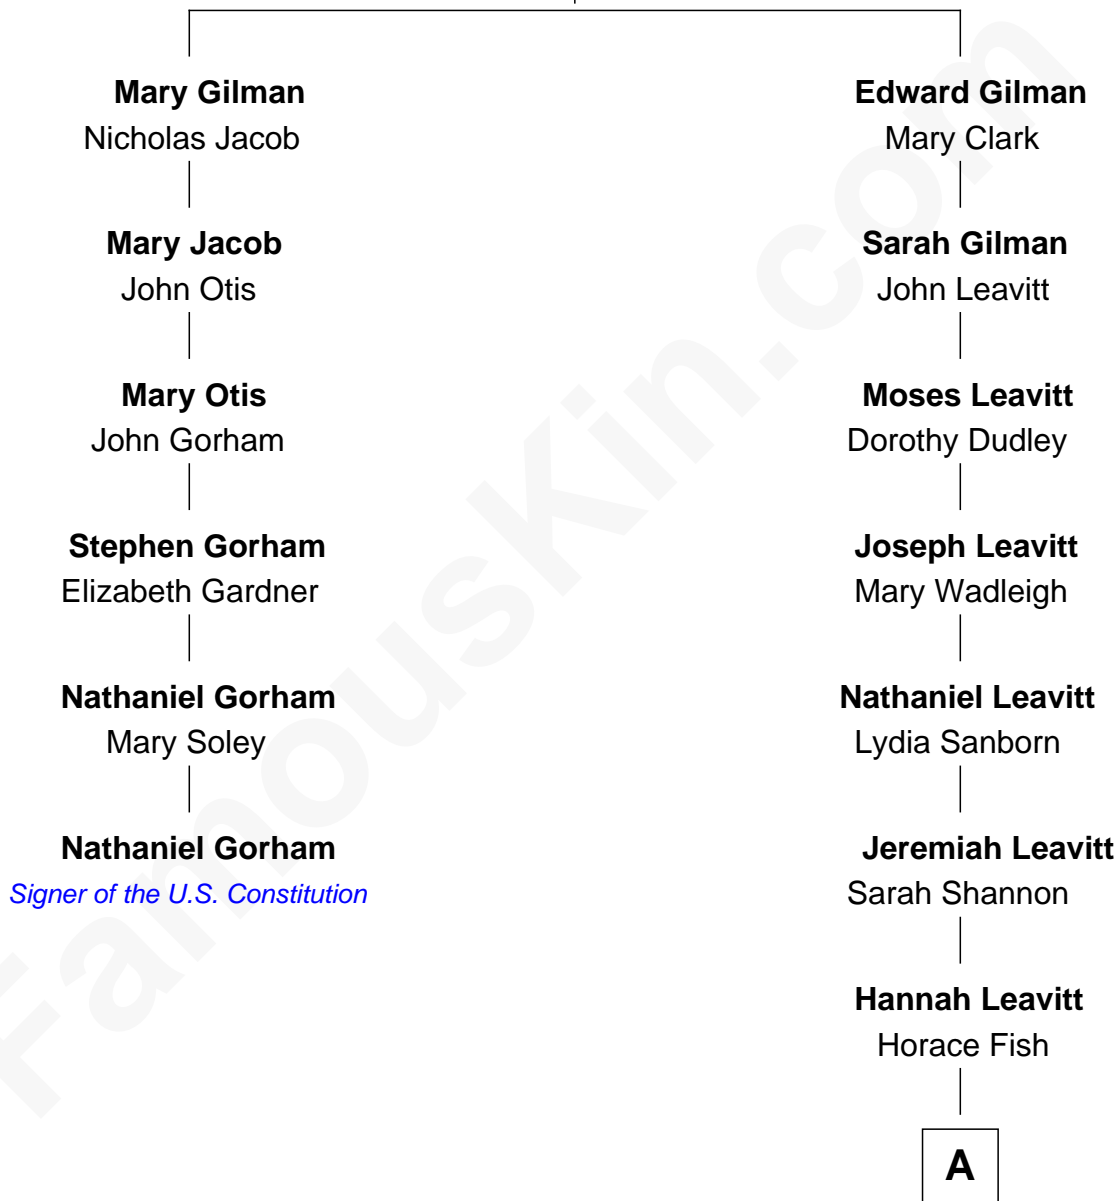 Mary Gilman
Nicholas Jacob
Mary Jacob
John Otis
Mary Otis
John Gorham
Stephen Gorham
Elizabeth Gardner
Nathaniel Gorham
Mary Soley
Nathaniel Gorham
Signer of the U.S. Constitution
Edward Gilman
Mary Clark
Sarah Gilman
John Leavitt
Moses Leavitt
Dorothy Dudley
Joseph Leavitt
Mary Wadleigh
Nathaniel Leavitt
Lydia Sanborn
Jeremiah Leavitt
Sarah Shannon
Hannah Leavitt
Horace Fish
A
FamousKin.com